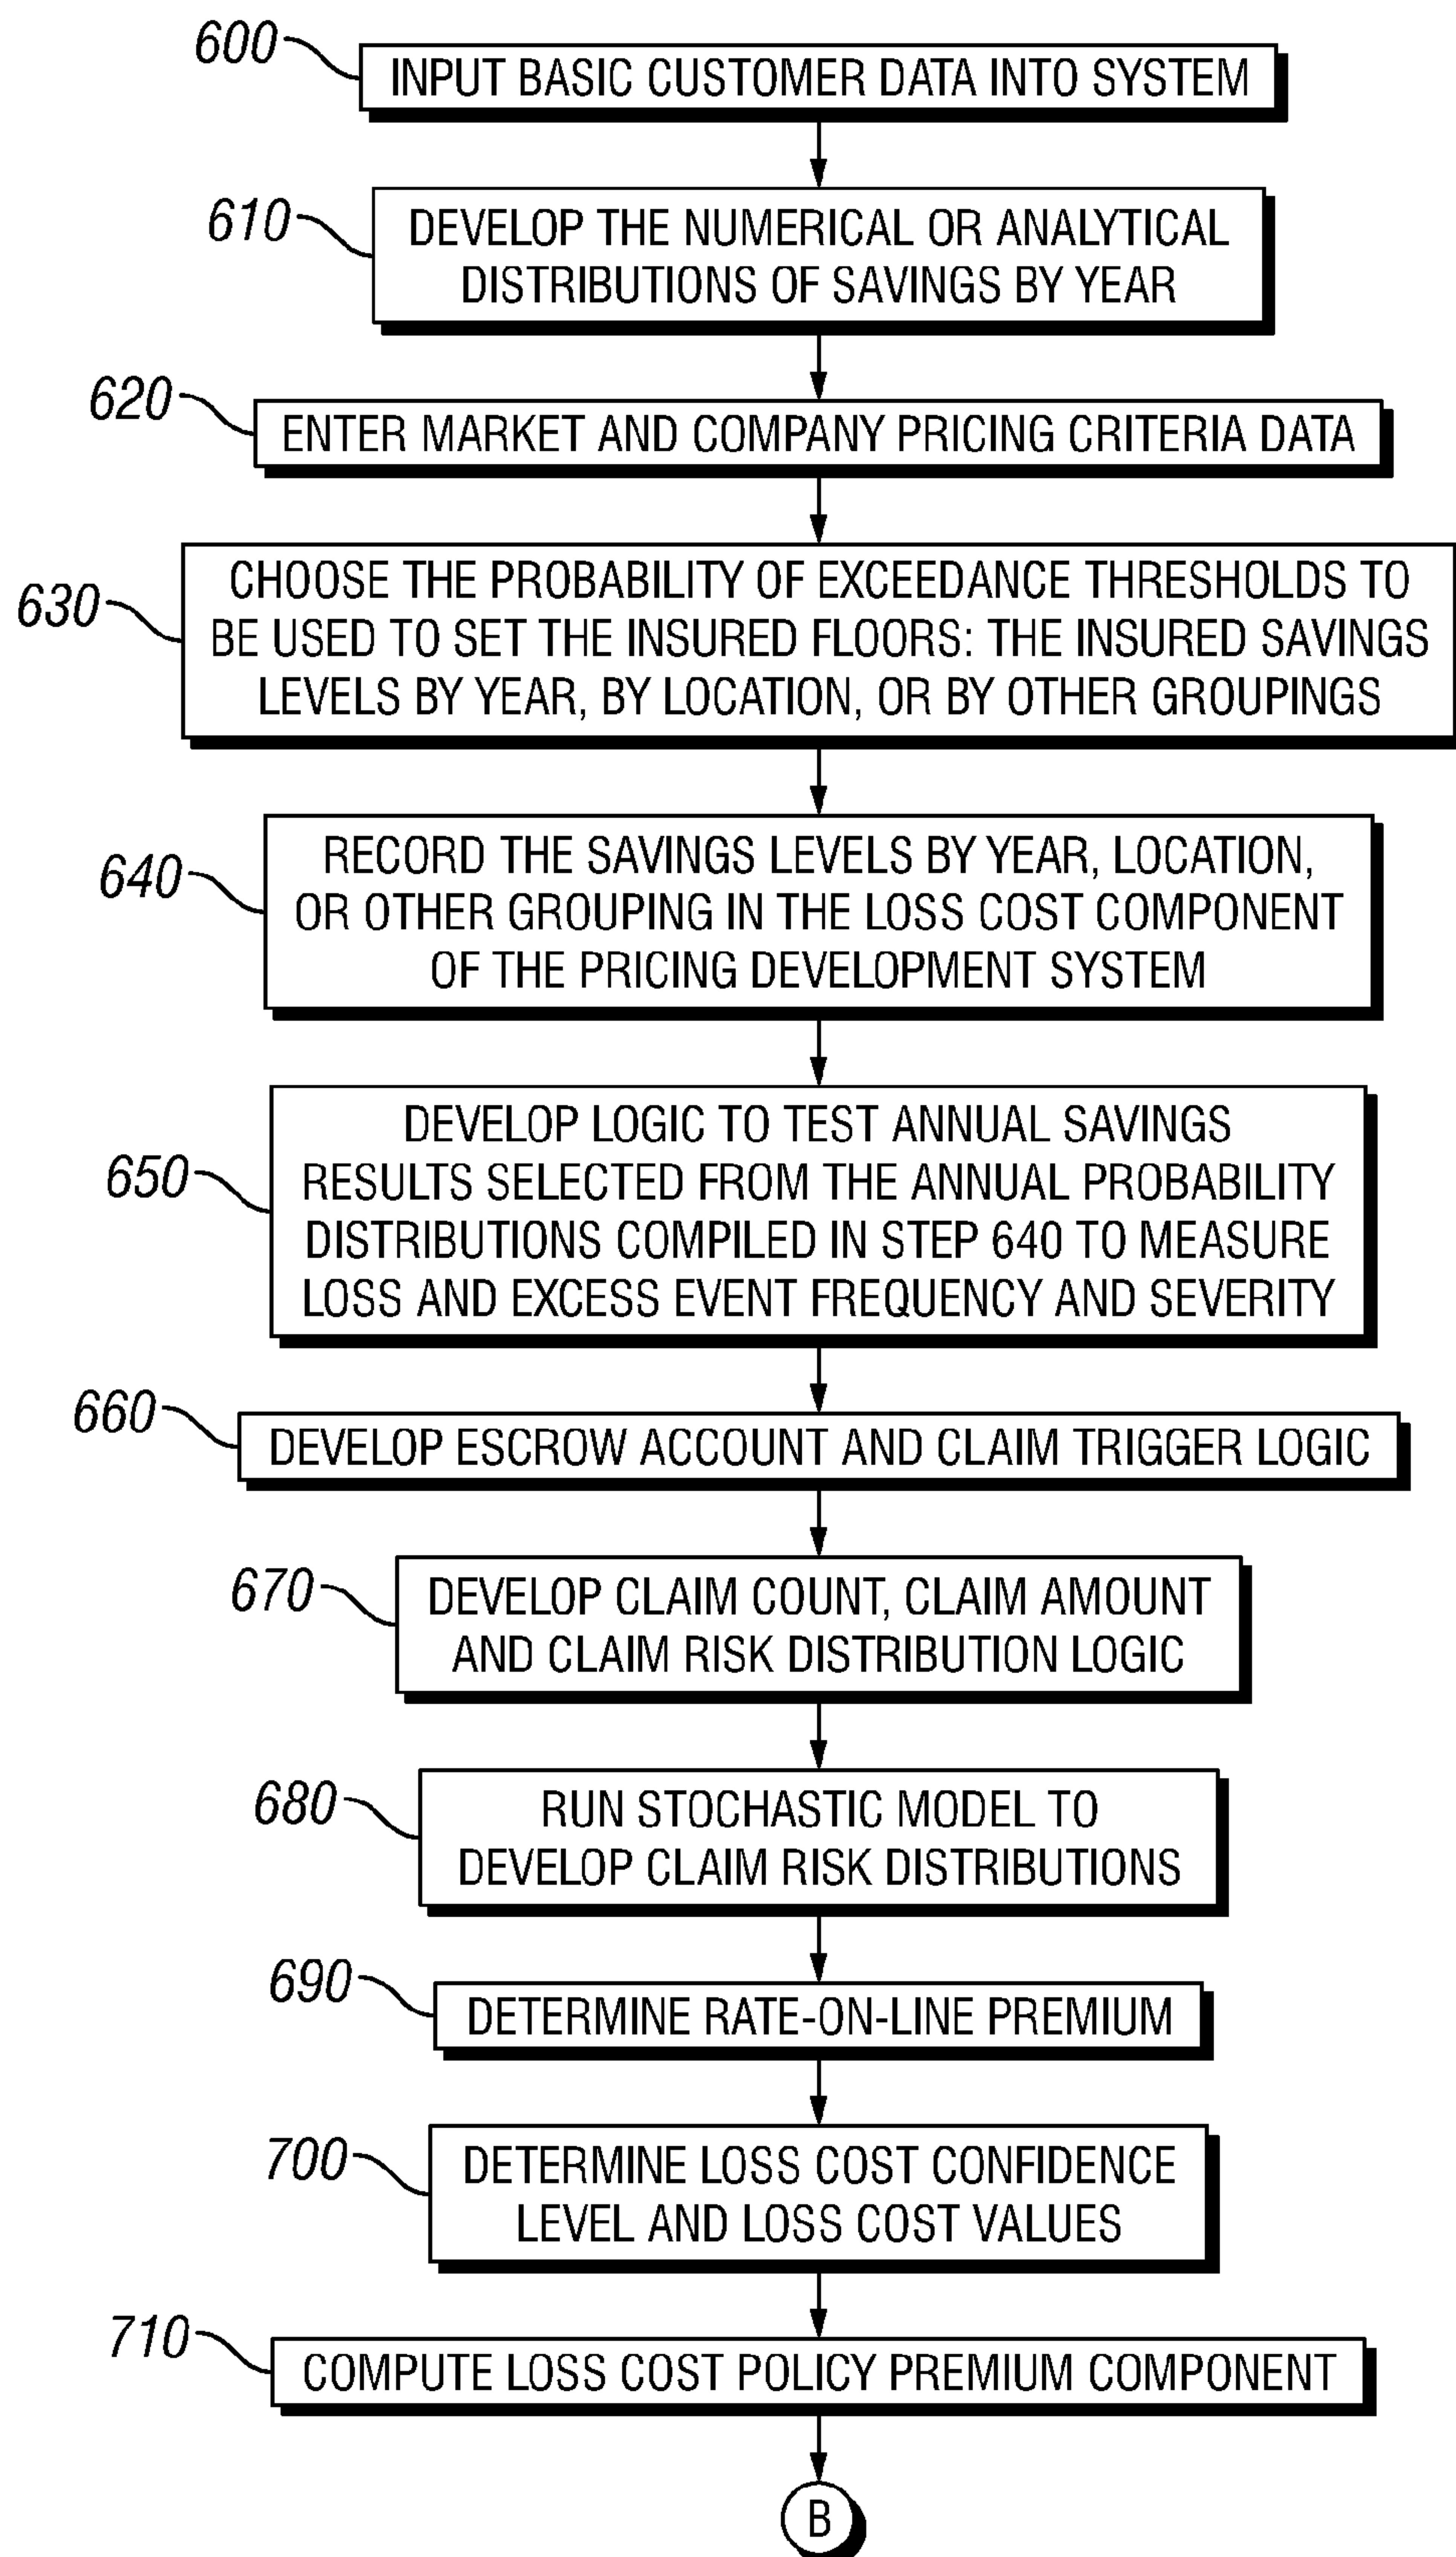 600
INPUT BASIC CUSTOMER DATA INTO SYSTEM
610
DEVELOP THE NUMERICAL OR ANALYTICAL
DISTRIBUTIONS OF SAVINGS BY YEAR
620
ENTER MARKET AND COMPANY PRICING CRITERIA DATA
630
CHOOSE THE PROBABILITY OF EXCEEDANCE THRESHOLDS TO
BE USED TO SET THE INSURED FLOORS: THE INSURED SAVINGS
LEVELS BY YEAR, BY LOCATION, OR BY OTHER GROUPINGS
640
RECORD THE SAVINGS LEVELS BY YEAR, LOCATION,
OR OTHER GROUPING IN THE LOSS COST COMPONENT
OF THE PRICING DEVELOPMENT SYSTEM
650
DEVELOP LOGIC TO TEST ANNUAL SAVINGS
RESULTS SELECTED FROM THE ANNUAL PROBABILITY
DISTRIBUTIONS COMPILED IN STEP 640 TO MEASURE
LOSS AND EXCESS EVENT FREQUENCY AND SEVERITY
660
DEVELOP ESCROW ACCOUNT AND CLAIM TRIGGER LOGIC
670
DEVELOP CLAIM COUNT, CLAIM AMOUNT
AND CLAIM RISK DISTRIBUTION LOGIC
680
RUN STOCHASTIC MODEL TO
DEVELOP CLAIM RISK DISTRIBUTIONS
690
DETERMINE RATE-ON-LINE PREMIUM
700
DETERMINE LOSS COST CONFIDENCE
LEVEL AND LOSS COST VALUES
710
COMPUTE LOSS COST POLICY PREMIUM COMPONENT
B